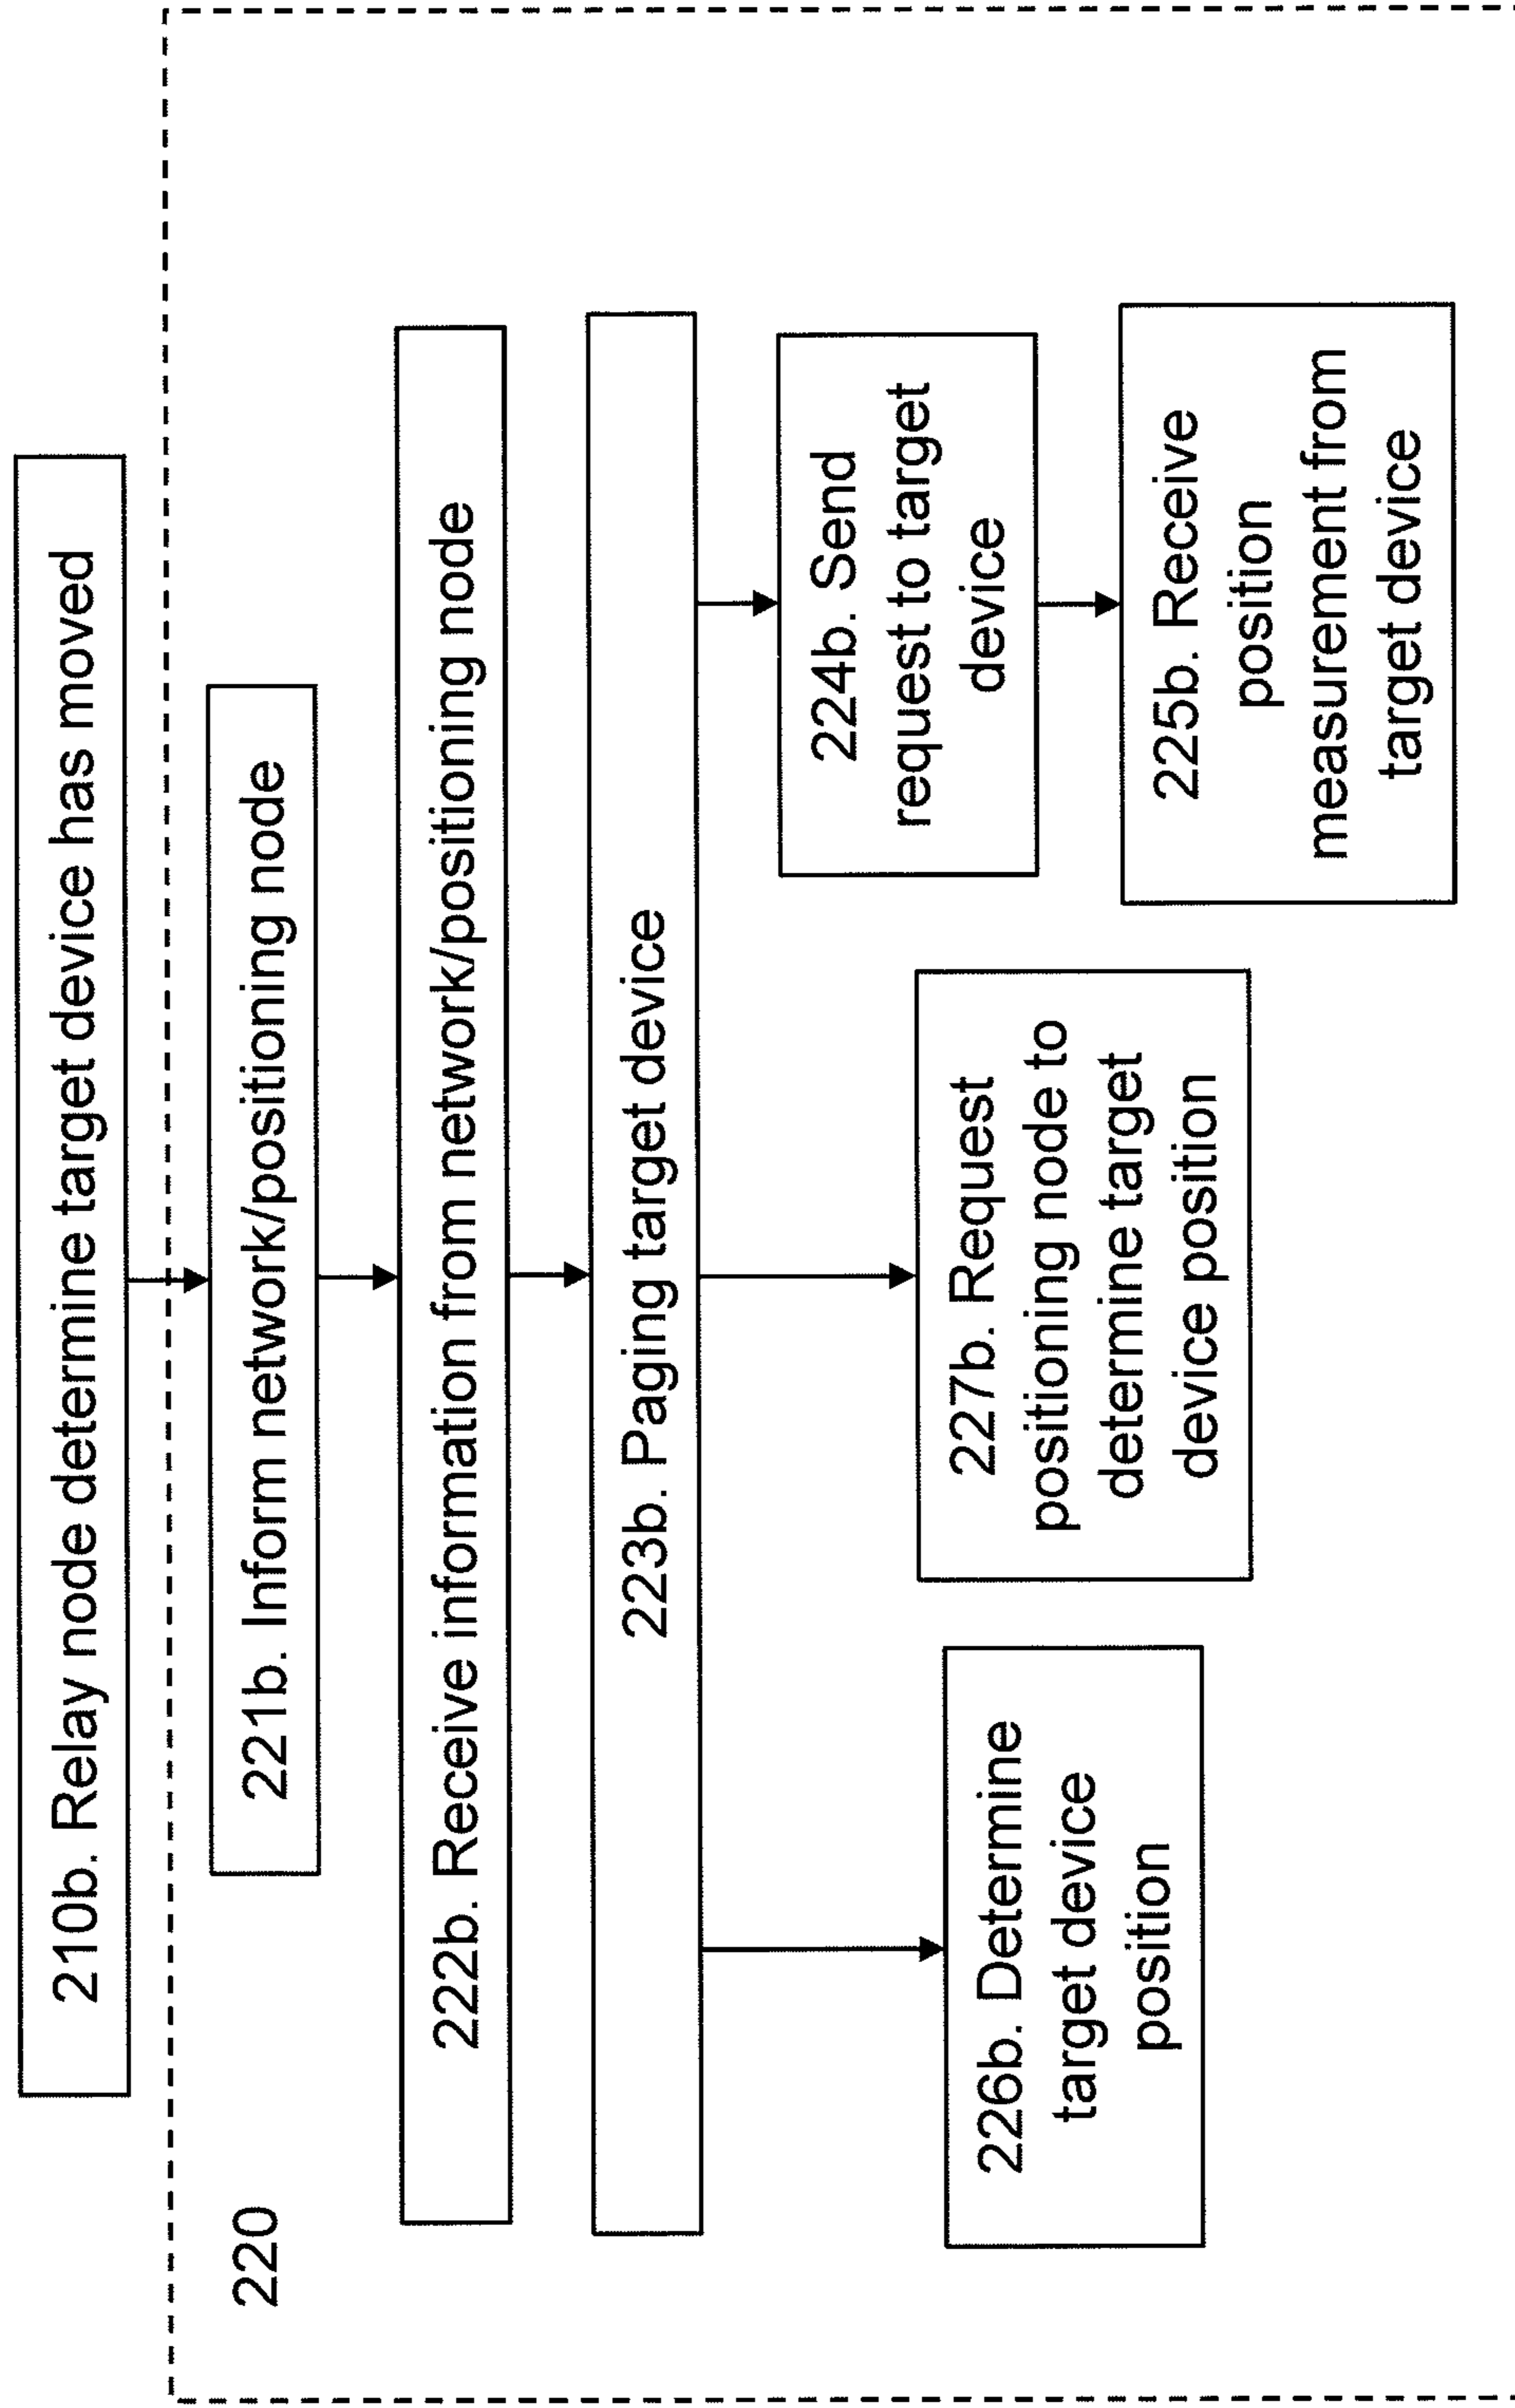 210b. Relay node determine target device has moved
220
221b. Inform network/positioning node
222b. Receive information from network/positioning node
223b. Paging target device
226b. Determine
target device
position
227b. Request
positioning node to
determine target
device position
224b. Send
request to target
device
225b. Receive
position
measurement from
target device